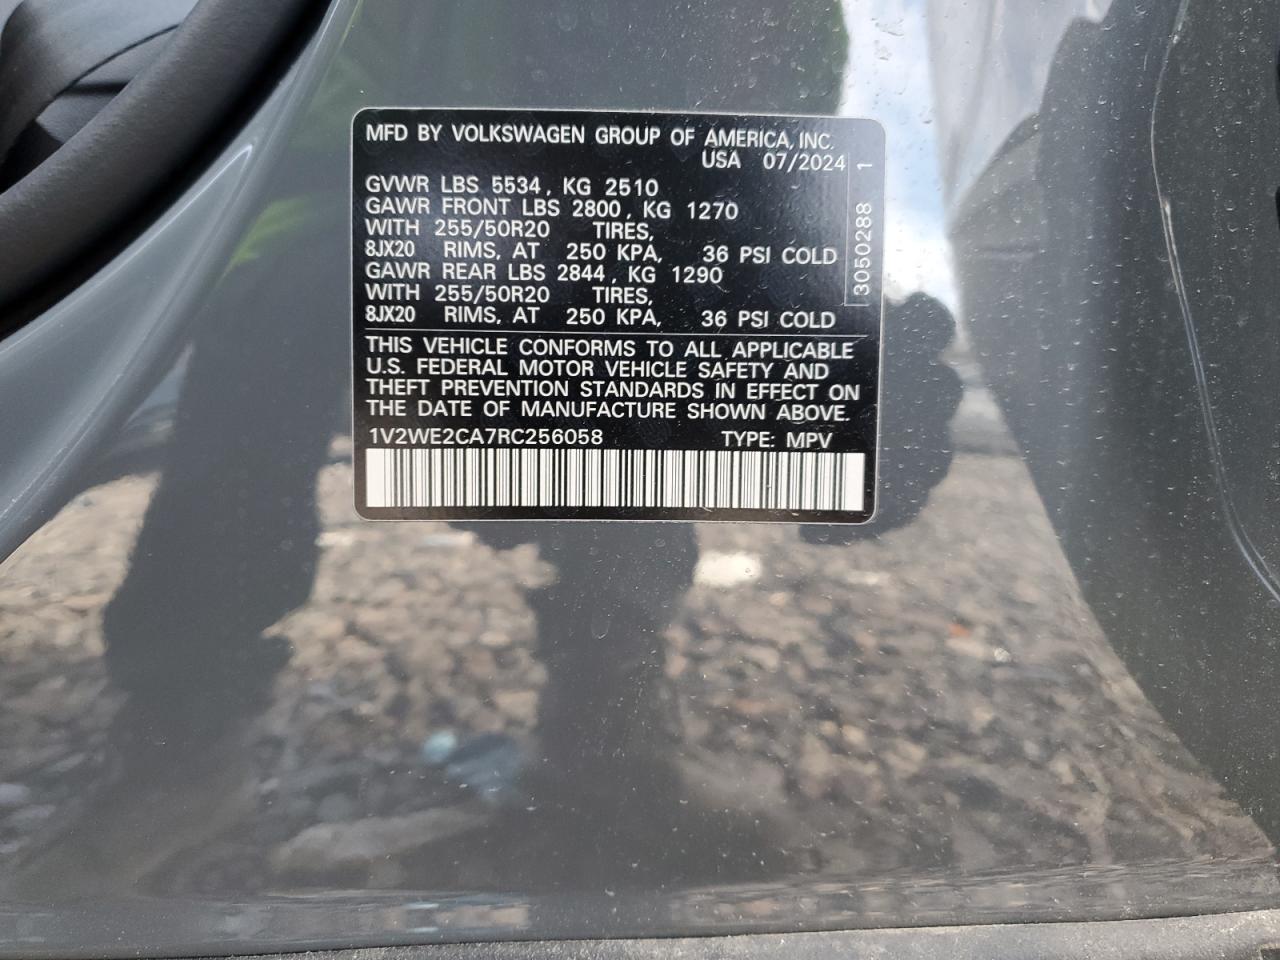 MFD BY VOLKSWAGEN GROUP OF AMERICA, INC.
USA 07/2024
GVWR LBS 5534, KG 2510
GAWR FRONT LBS 2800, KG 1270
WITH 255/50R20 TIRES,
8JX20 RIMS, AT 250 KPA, 36 PSI COLD
GAWR REAR LBS 2844, KG 1290
WITH 255/50R20 TIRES,
8JX20 RIMS, AT 250 KPA, 36 PSI COLD
3050288 1
THIS VEHICLE CONFORMS TO ALL APPLICABLE
U.S. FEDERAL MOTOR VEHICLE SAFETY AND
THEFT PREVENTION STANDARDS IN EFFECT ON
THE DATE OF MANUFACTURE SHOWN ABOVE.
1V2WE2CA7RC256058 TYPE: MPV